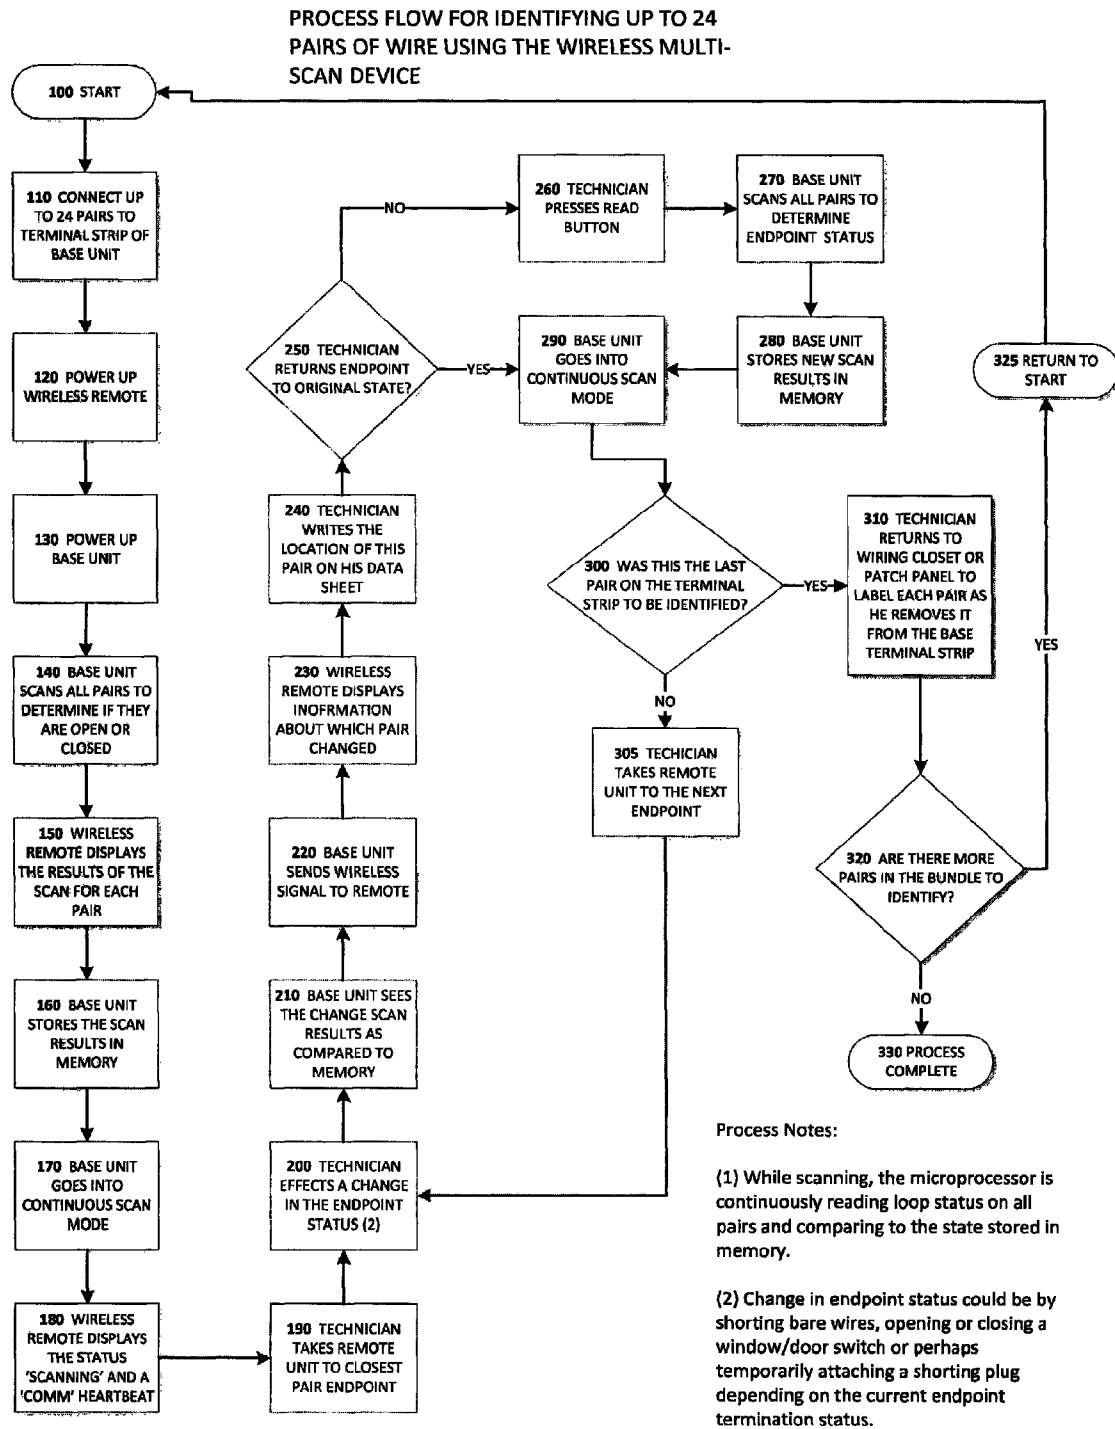 PROCESS FLOW FOR IDENTIFYING UP TO 24
PAIRS OF WIRE USING THE WIRELESS MULTI-
SCAN DEVICE
100 START
110 CONNECT UP
TO 24 PAIRS TO
TERMINAL STRIP OF
BASE UNIT
120 POWER UP
WIRELESS REMOTE
130 POWER UP
BASE UNIT
140 BASE UNIT
SCANS ALL PAIRS TO
DETERMINE IF THEY
ARE OPEN OR
CLOSED
150 WIRELESS
REMOTE DISPLAYS
THE RESULTS OF THE
SCAN FOR EACH
PAIR
160 BASE UNIT
STORES THE SCAN
RESULTS IN
MEMORY
170 BASE UNIT
GOES INTO
CONTINUOUS SCAN
MODE
180 WIRELESS
REMOTE DISPLAYS
THE STATUS
'SCANNING' AND A
'COMM' HEARTBEAT
190 TECHNICIAN
TAKES REMOTE
UNIT TO CLOSEST
PAIR ENDPOINT
200 TECHNICIAN
EFFECTS A CHANGE
IN THE ENDPOINT
STATUS (2)
210 BASE UNIT SEES
THE CHANGE SCAN
RESULTS AS
COMPARED TO
MEMORY
220 BASE UNIT
SENDS WIRELESS
SIGNAL TO REMOTE
230 WIRELESS
REMOTE DISPLAYS
INOFRMATION
ABOUT WHICH PAIR
CHANGED
240 TECHNICIAN
WRITES THE
LOCATION OF THIS
PAIR ON HIS DATA
SHEET
250 TECHNICIAN
RETURNS ENDPOINT
TO ORIGINAL STATE?
NO
YES
260 TECHNICIAN
PRESSES READ
BUTTON
270 BASE UNIT
SCANS ALL PAIRS TO
DETERMINE
ENDPOINT STATUS
280 BASE UNIT
STORES NEW SCAN
RESULTS IN
MEMORY
290 BASE UNIT
GOES INTO
CONTINUOUS SCAN
MODE
300 WAS THIS THE LAST
PAIR ON THE TERMINAL
STRIP TO BE IDENTIFIED?
YES
NO
305 TECHICIAN
TAKES REMOTE
UNIT TO THE NEXT
ENDPOINT
310 TECHNICIAN
RETURNS TO
WIRING CLOSET OR
PATCH PANEL TO
LABEL EACH PAIR AS
HE REMOVES IT
FROM THE BASE
TERMINAL STRIP
320 ARE THERE MORE
PAIRS IN THE BUNDLE TO
IDENTIFY?
YES
NO
325 RETURN TO
START
330 PROCESS
COMPLETE
Process Notes:
(1) While scanning, the microprocessor is
continuously reading loop status on all
pairs and comparing to the state stored in
memory.
(2) Change in endpoint status could be by
shorting bare wires, opening or closing a
window/door switch or perhaps
temporarily attaching a shorting plug
depending on the current endpoint
termination status.